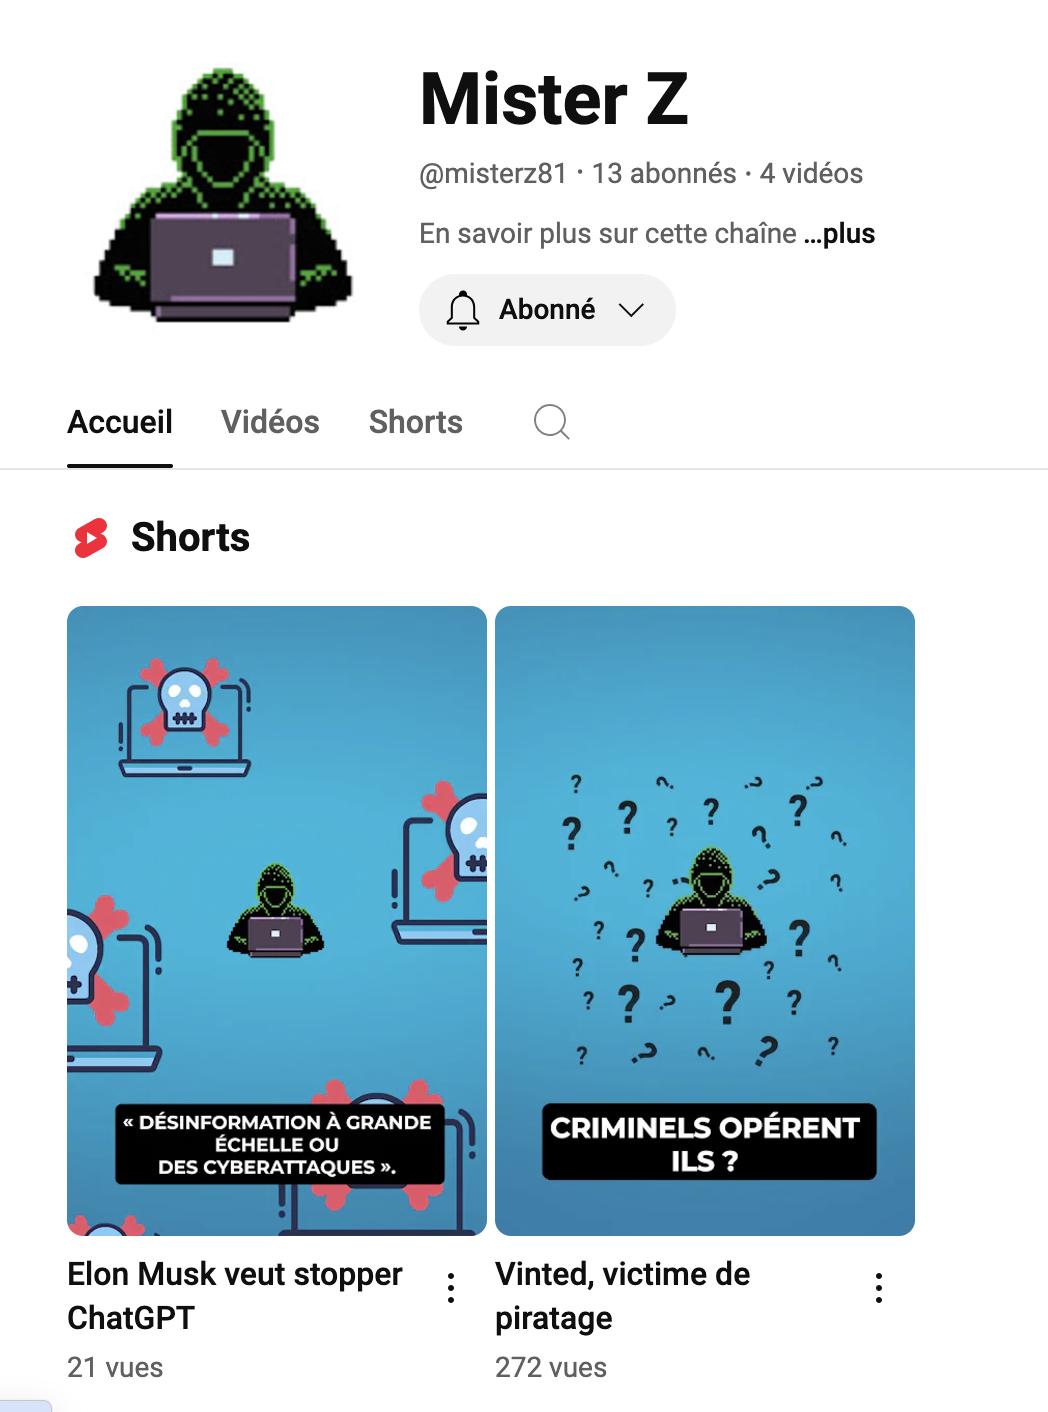 Mister Z
@misterz81 · 13 abonnés · 4 vidéos
En savoir plus sur cette chaîne ...plus
Abonné
Accueil Vidéos Shorts
Shorts
« DÉSINFORMATION À GRANDE
ÉCHELLE OU
DES CYBERATTAQUES ».
CRIMINELS OPÉRENT
ILS ?
Elon Musk veut stopper
ChatGPT
21 vues
Vinted, victime de
piratage
272 vues